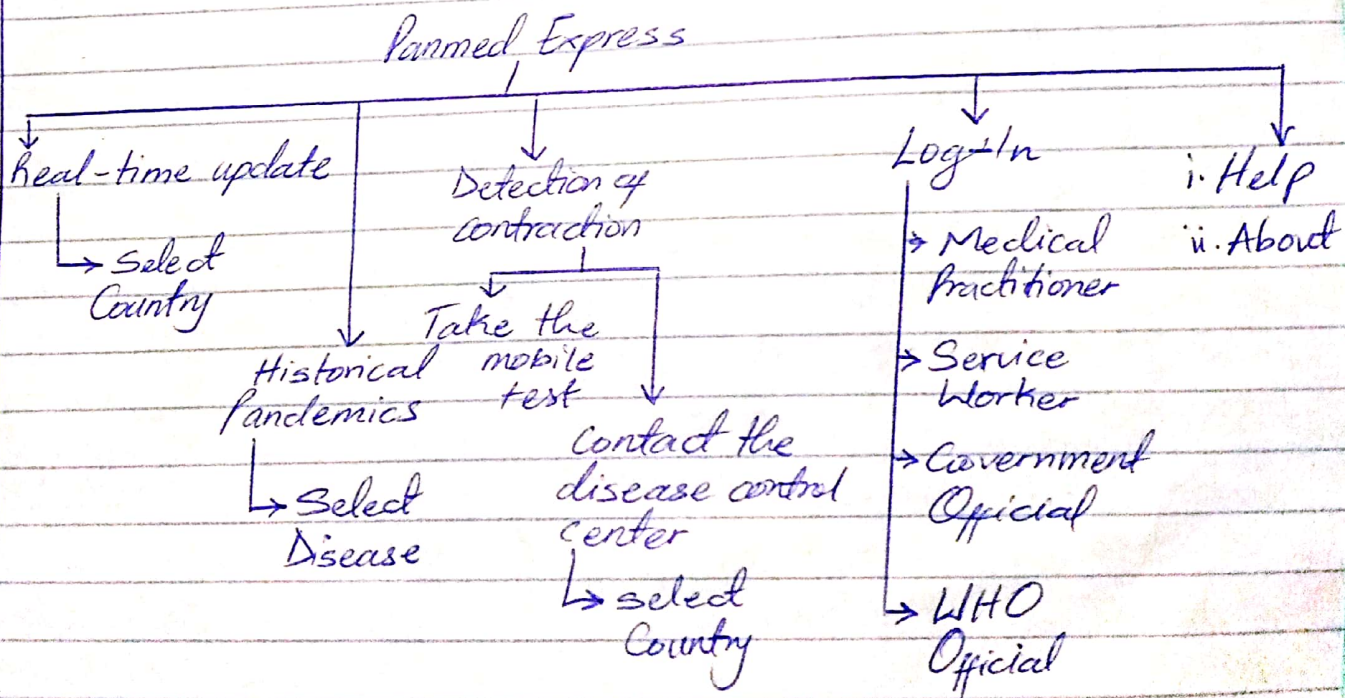 Panmed Express
Real-time update
Select
Country
Historical
Pandemics
Select
Disease
Detection of
contraction
Take the
mobile
test
Contact the
disease control
center
select
Country
Log-In
Medical
Practitioner
Service
Worker
Government
Official
WHO
Official
i. Help
ii. About